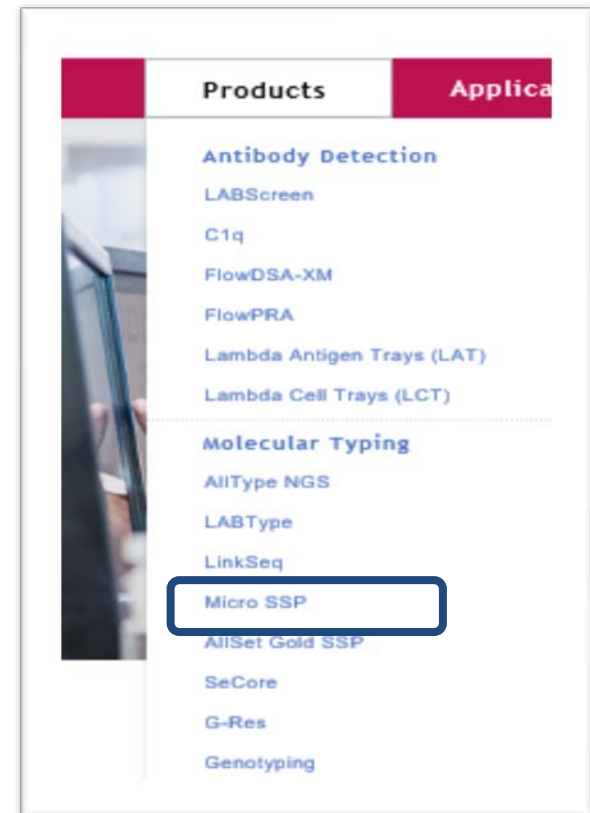 Products
Applica
Antibody Detection
LABScreen
C1q
FlowDSA-XM
FlowPRA
Lambda Antigen Trays (LAT)
Lambda Cell Trays (LCT)
Molecular Typing
AllType NGS
LABType
LinkSeq
Micro SSP
AllSet Gold SSP
SeCore
G-Res
Genotyping